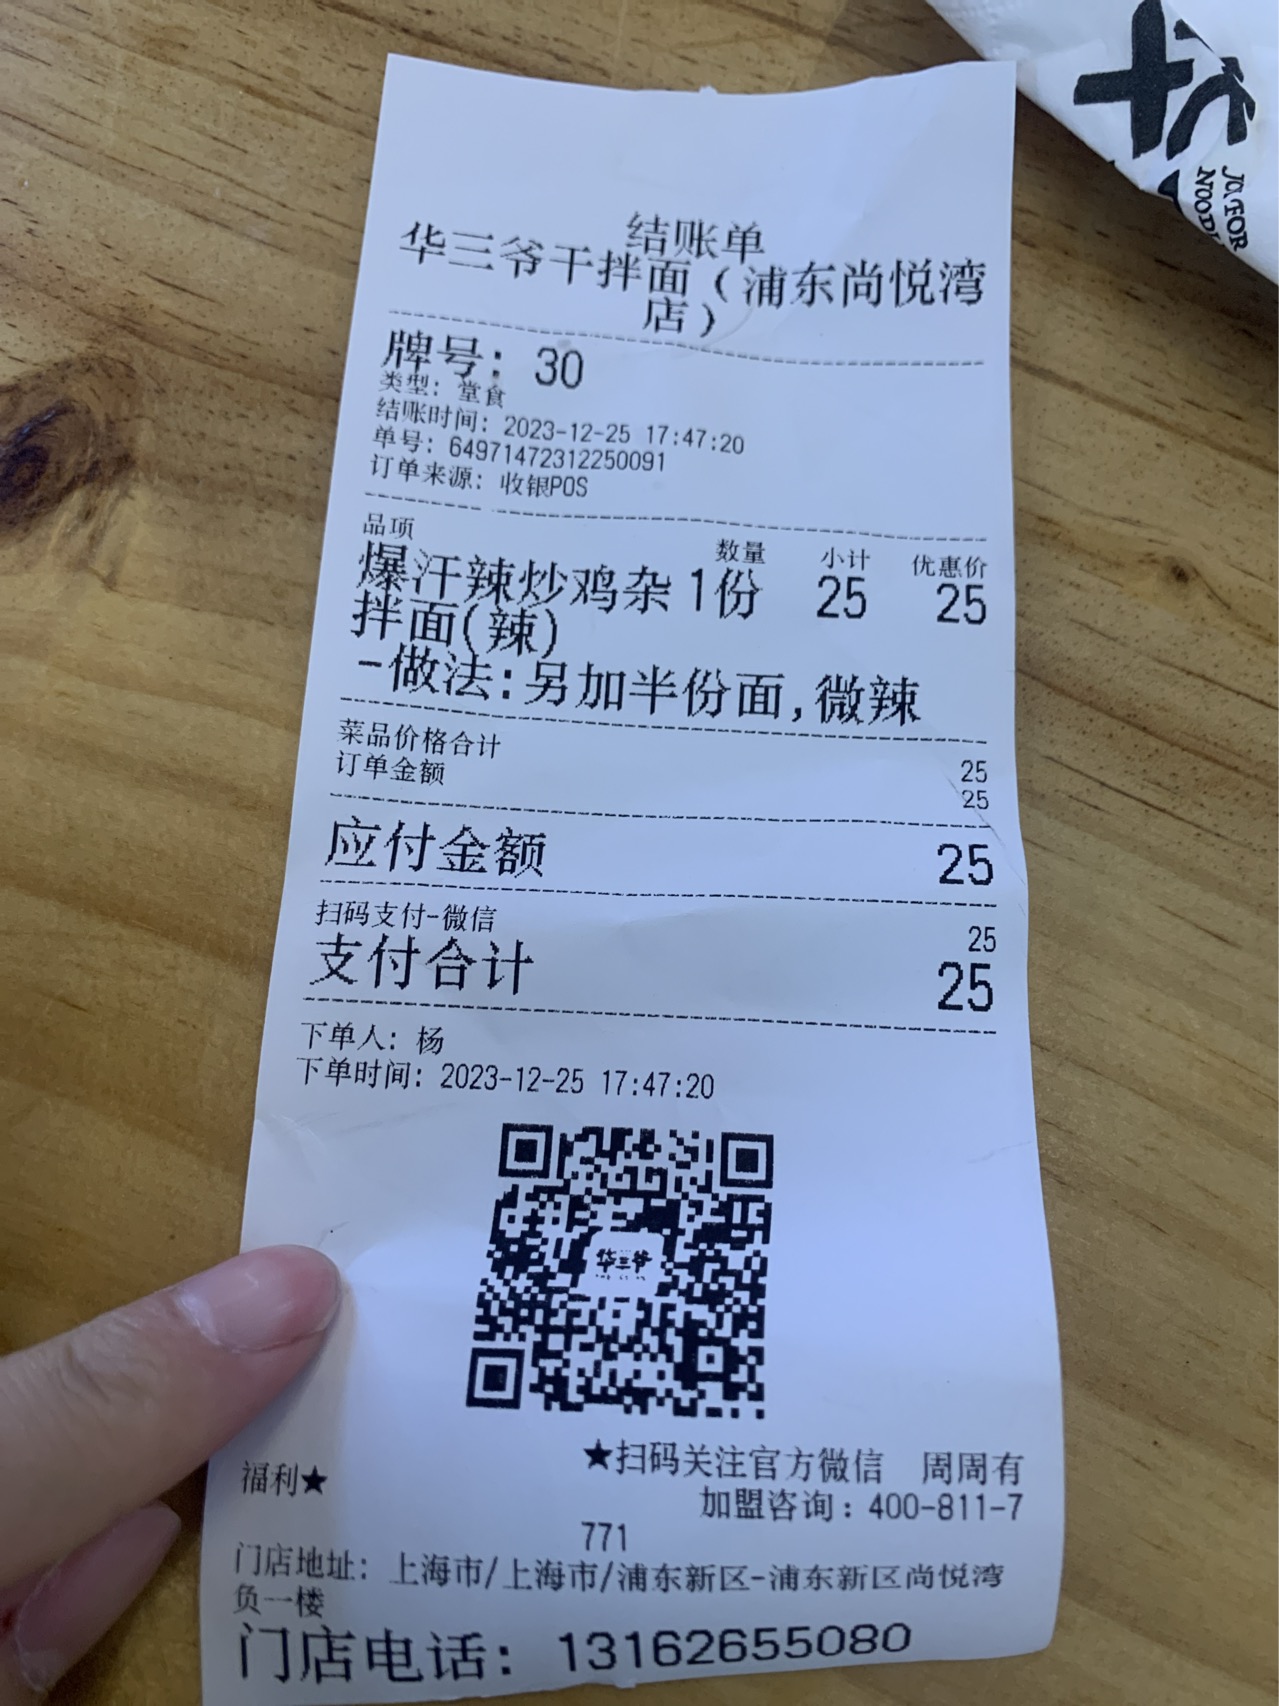 JA FOR
NOODL
结账单
华三爷干拌面（浦东尚悦湾
店）
牌号：30
类型：堂食
结账时间：2023-12-25 17:47:20
单号：64971472312250091
订单来源：收银POS
品项 数量 小计 优惠价
爆汗辣炒鸡杂 1份 25 25
拌面(辣)
-做法:另加半份面,微辣
菜品价格合计 25
订单金额 25
应付金额 25
扫码支付-微信 25
支付合计 25
下单人：杨
下单时间：2023-12-25 17:47:20
华三爷
★扫码关注官方微信 周周有
福利★
加盟咨询：400-811-7
771
门店地址：上海市/上海市/浦东新区-浦东新区尚悦湾
负一楼
门店电话：13162655080